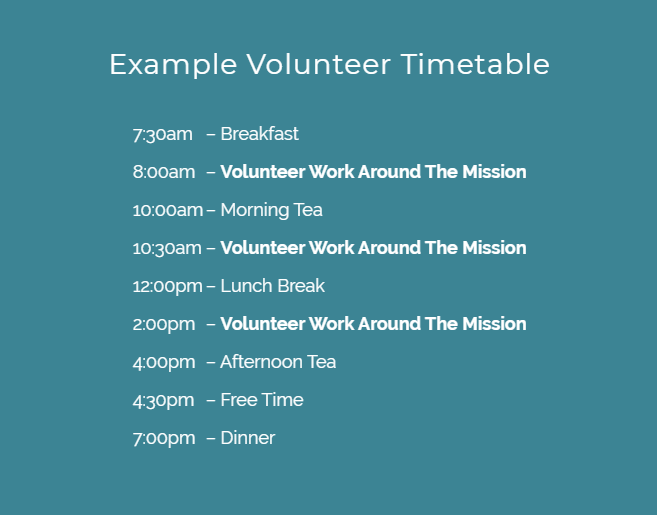 Example Volunteer Timetable
7:30am – Breakfast
8:00am – Volunteer Work Around The Mission
10:00am – Morning Tea
10:30am – Volunteer Work Around The Mission
12:00pm – Lunch Break
2:00pm – Volunteer Work Around The Mission
4:00pm – Afternoon Tea
4:30pm – Free Time
7:00pm – Dinner